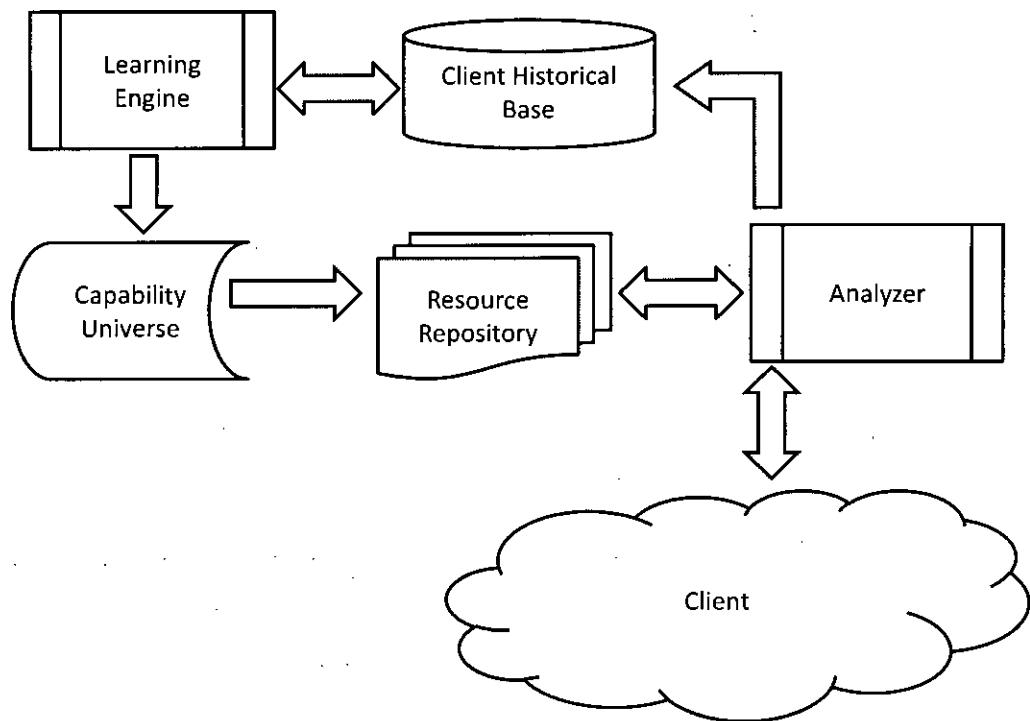 Learning
Engine
Client Historical
Base
Capability
Universe
Resource
Repository
Analyzer
Client